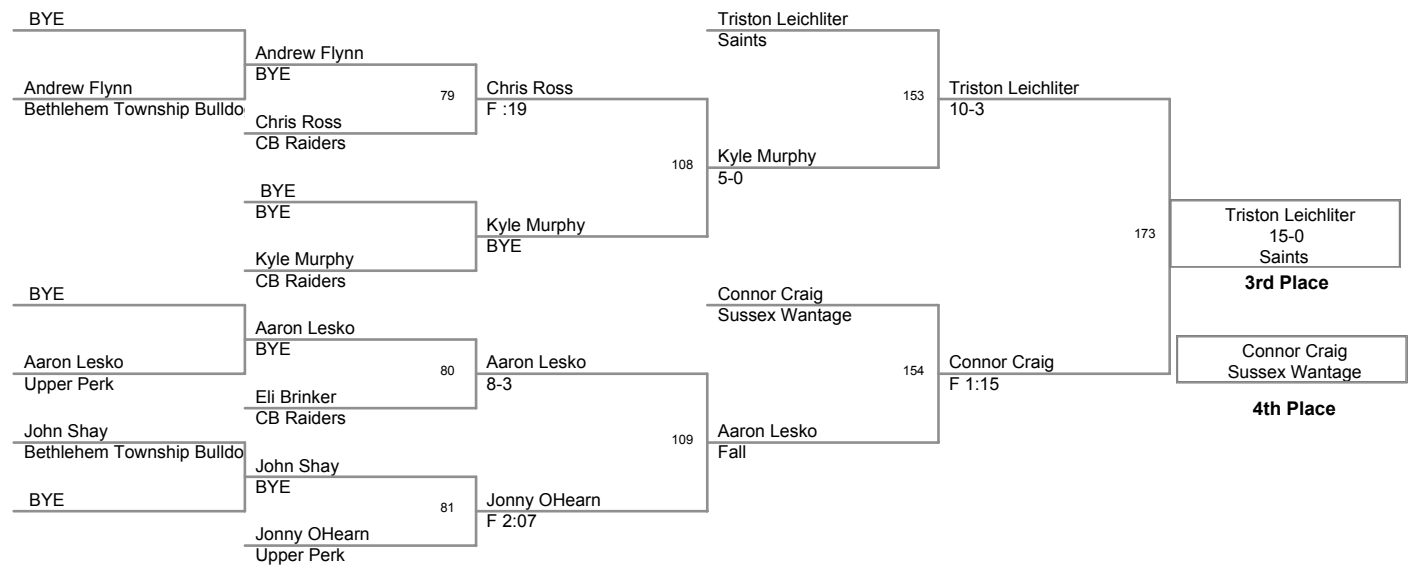 BYE
Andrew Flynn
Bethlehem Township Bulldo
Andrew Flynn
BYE
79
Chris Ross
CB Raiders
Chris Ross
F :19
BYE
BYE
Kyle Murphy
CB Raiders
Kyle Murphy
BYE
108
Triston Leichliter
Saints
153
Kyle Murphy
5-0
Triston Leichliter
10-3
BYE
Aaron Lesko
Upper Perk
Aaron Lesko
BYE
80
Eli Brinker
CB Raiders
Aaron Lesko
8-3
John Shay
Bethlehem Township Bulldo
BYE
John Shay
BYE
81
Jonny OHearn
Upper Perk
Jonny OHearn
F 2:07
109
Connor Craig
Sussex Wantage
154
Aaron Lesko
Fall
Connor Craig
F 1:15
173
Triston Leichliter
15-0
Saints
3rd Place
Connor Craig
Sussex Wantage
4th Place